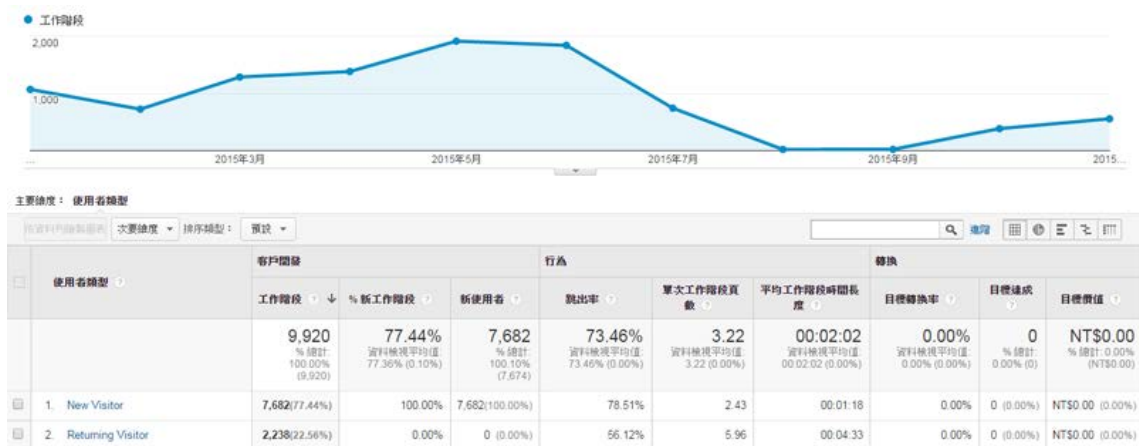 工作階段
2,000
1,000
... 2015年3月 2015年5月 2015年7月 2015年9月 2015...
主要維度： 使用者類型
次要維度 排序類型： 預設 進階
客戶開發 行為 轉換
使用者類型 ?
工作階段 ? ↓ % 新工作階段 ? 新使用者 ? 跳出率 ? 單次工作階段頁數 ? 平均工作階段時間長度 ? 目標轉換率 ? 目標達成 ? 目標價值 ?
9,920 77.44% 7,682 73.46% 3.22 00:02:02 0.00% 0 NT$0.00
% 總計: 100.00% (9,920) 資料檢視平均值: 77.36% (0.10%) % 總計: 100.10% (7,674) 資料檢視平均值: 73.46% (0.00%) 資料檢視平均值: 3.22 (0.00%) 資料檢視平均值: 00:02:02 (0.00%) 資料檢視平均值: 0.00% (0.00%) % 總計: 0.00% (0) % 總計: 0.00% (NT$0.00)
1. New Visitor 7,682(77.44%) 100.00% 7,682(100.00%) 78.51% 2.43 00:01:18 0.00% 0 (0.00%) NT$0.00 (0.00%)
2. Returning Visitor 2,238(22.56%) 0.00% 0 (0.00%) 56.12% 5.96 00:04:33 0.00% 0 (0.00%) NT$0.00 (0.00%)